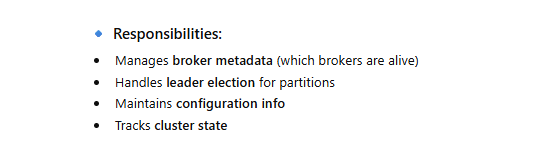 Responsibilities:
Manages broker metadata (which brokers are alive)
Handles leader election for partitions
Maintains configuration info
Tracks cluster state